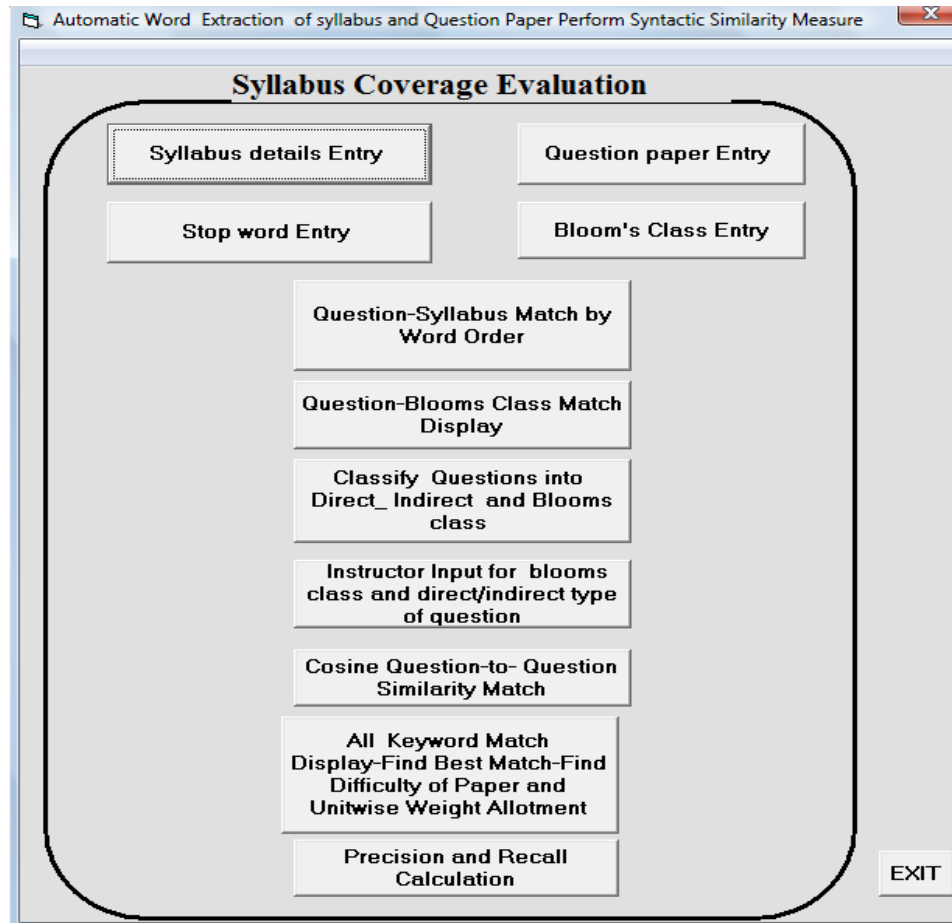 Automatic Word Extraction of syllabus and Question Paper Perform Syntactic Similarity Measure
Syllabus Coverage Evaluation
Syllabus details Entry
Question paper Entry
Stop word Entry
Bloom's Class Entry
Question-Syllabus Match by
Word Order
Question-Blooms Class Match
Display
Classify Questions into
Direct_ Indirect and Blooms
class
Instructor Input for blooms
class and direct/indirect type
of question
Cosine Question-to- Question
Similarity Match
All Keyword Match
Display-Find Best Match-Find
Difficulty of Paper and
Unitwise Weight Allotment
Precision and Recall
Calculation
EXIT